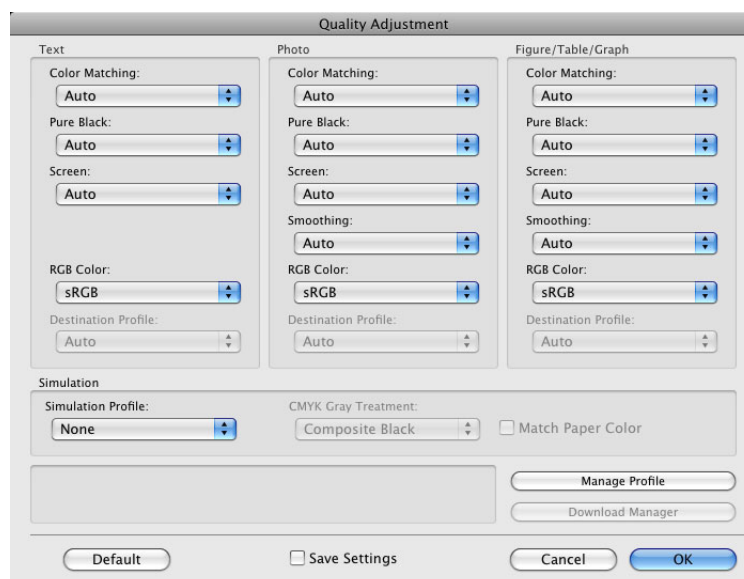 Quality Adjustment
Text
Color Matching:
Auto
Pure Black:
Auto
Screen:
Auto
RGB Color:
sRGB
Destination Profile:
Auto
Photo
Color Matching:
Auto
Pure Black:
Auto
Screen:
Auto
Smoothing:
Auto
RGB Color:
sRGB
Destination Profile:
Auto
Figure/Table/Graph
Color Matching:
Auto
Pure Black:
Auto
Screen:
Auto
Smoothing:
Auto
RGB Color:
sRGB
Destination Profile:
Auto
Simulation
Simulation Profile:
None
CMYK Gray Treatment:
Composite Black
Match Paper Color
Manage Profile
Download Manager
Default
Save Settings
Cancel
OK